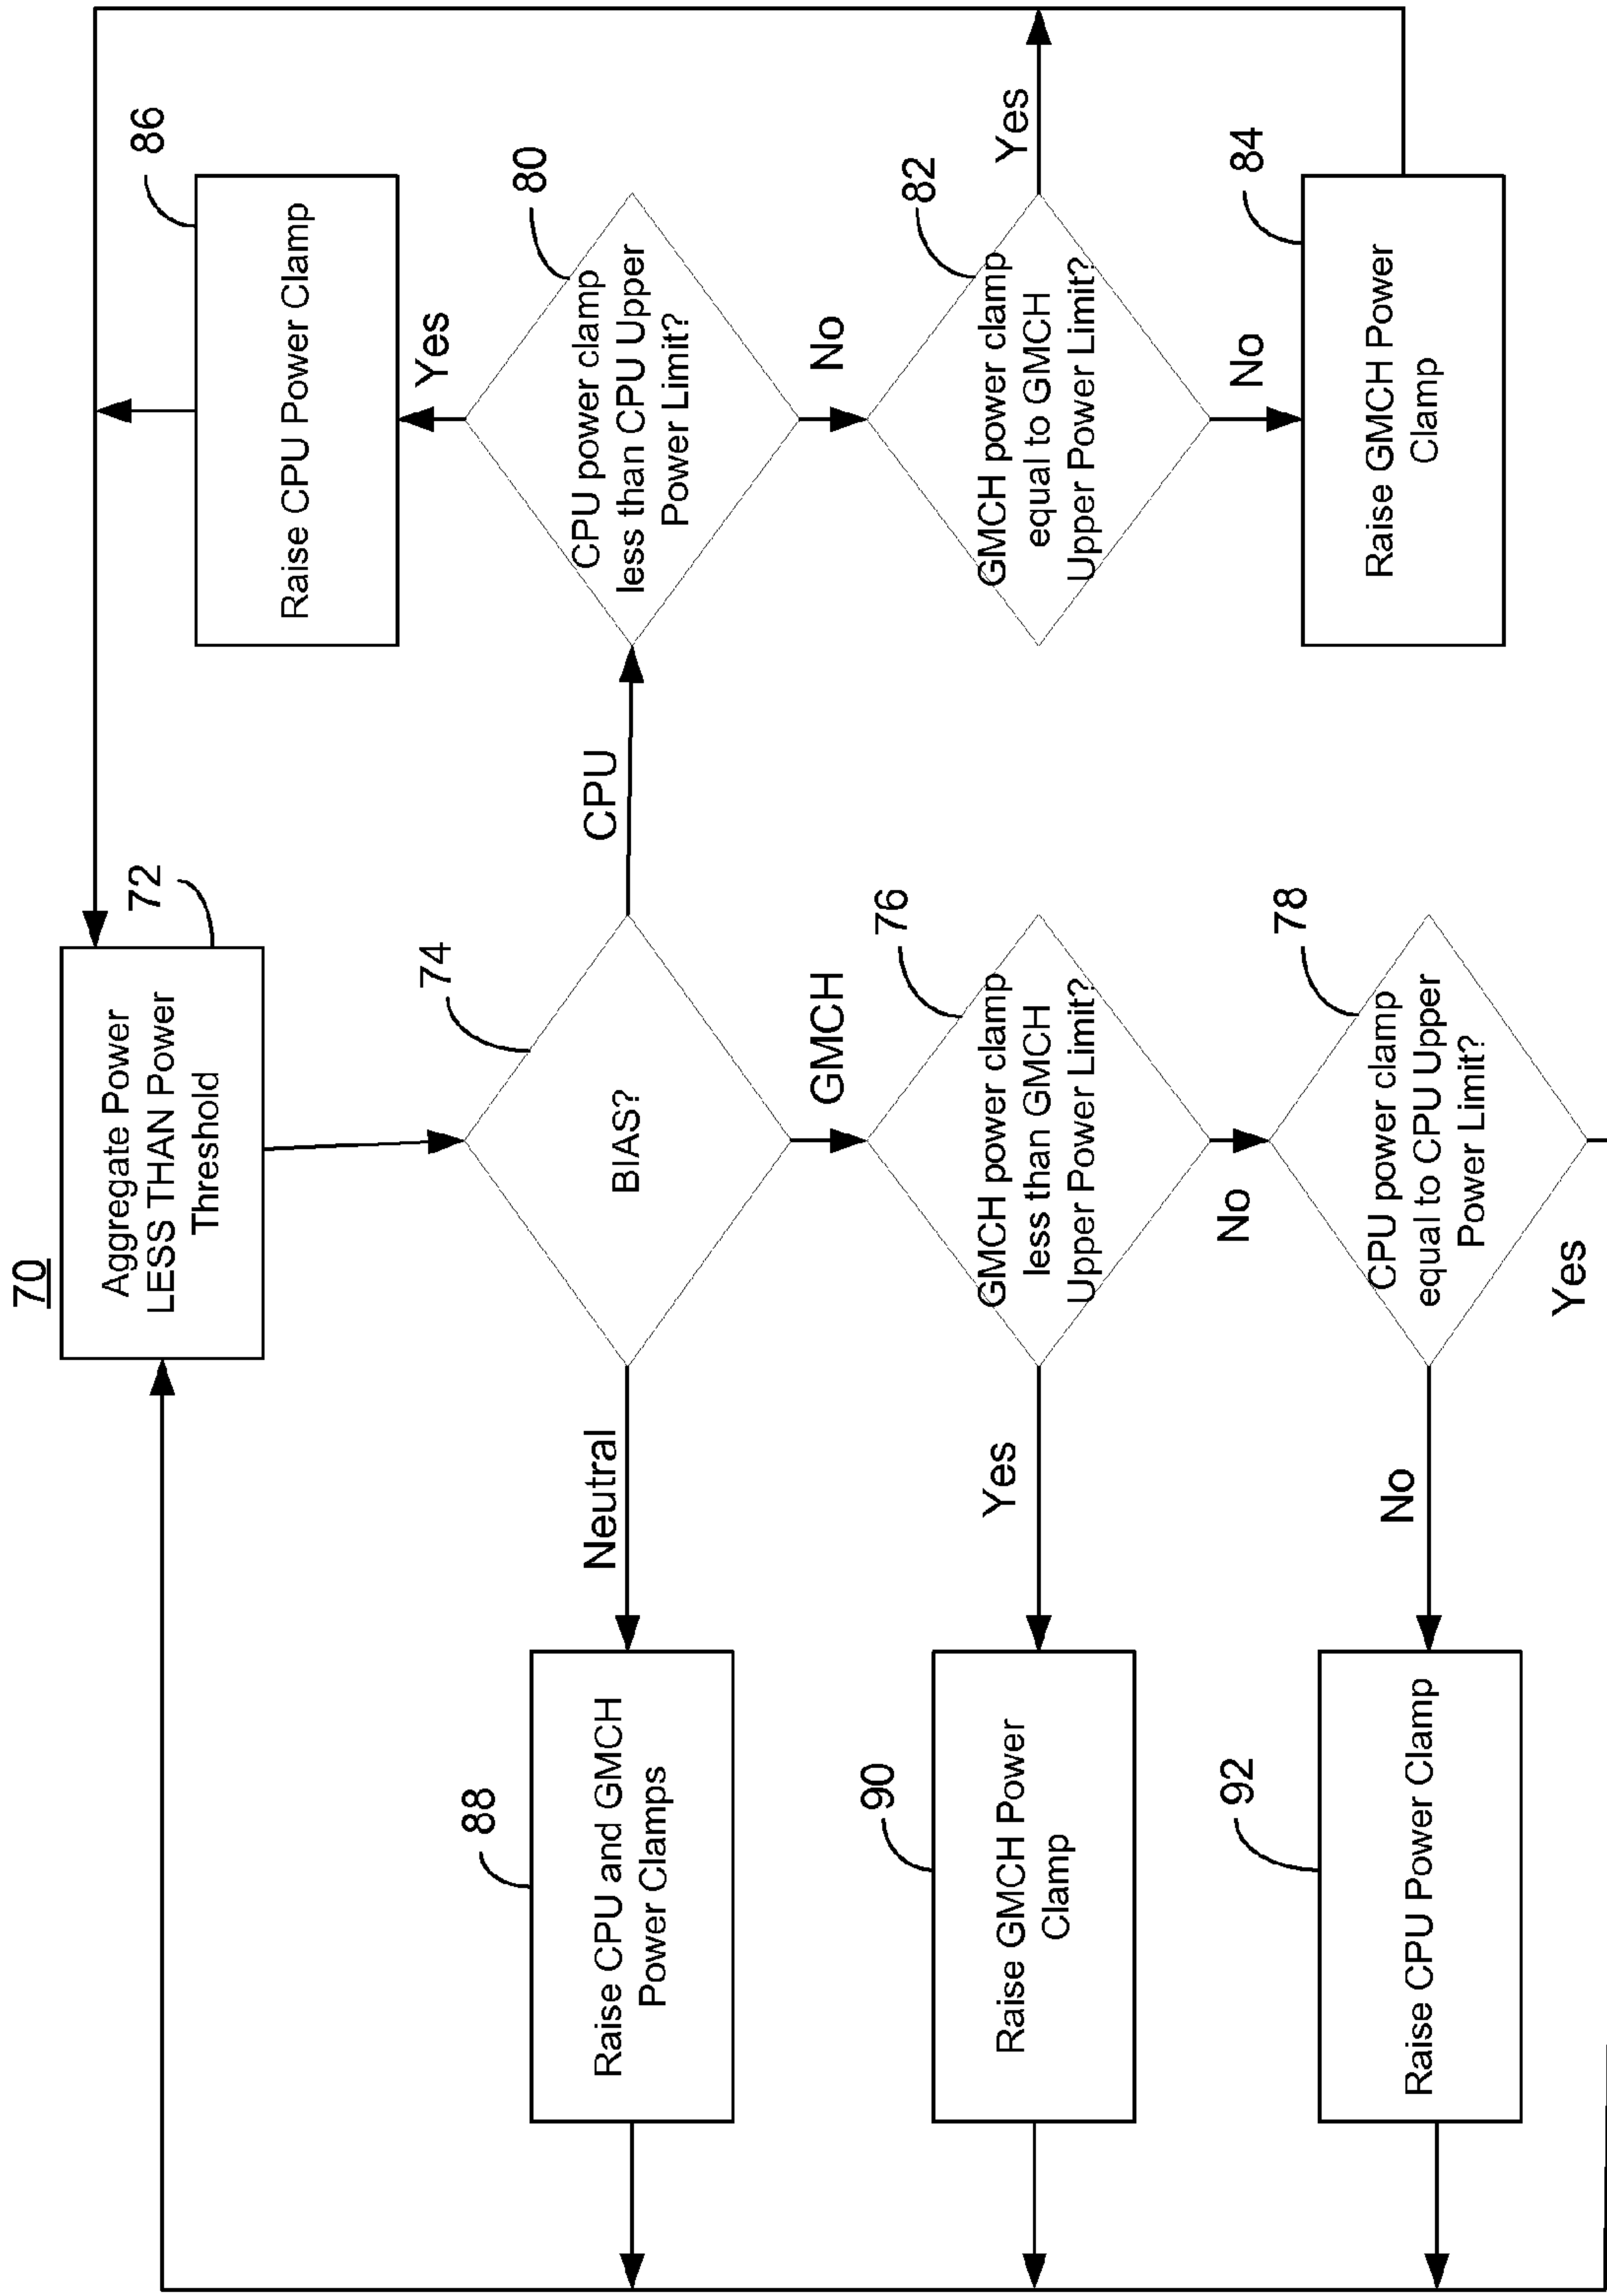 70
Aggregate Power
LESS THAN Power
Threshold
72
BIAS?
74
Neutral
CPU
GMCH
Raise CPU and GMCH
Power Clamps
88
CPU power clamp
less than CPU Upper
Power Limit?
80
Yes
Raise CPU Power Clamp
86
No
GMCH power clamp
less than GMCH
Upper Power Limit?
76
Yes
Raise GMCH Power
Clamp
90
No
GMCH power clamp
equal to GMCH
Upper Power Limit?
82
Yes
No
CPU power clamp
equal to CPU Upper
Power Limit?
78
No
Raise CPU Power Clamp
92
Yes
Raise GMCH Power
Clamp
84